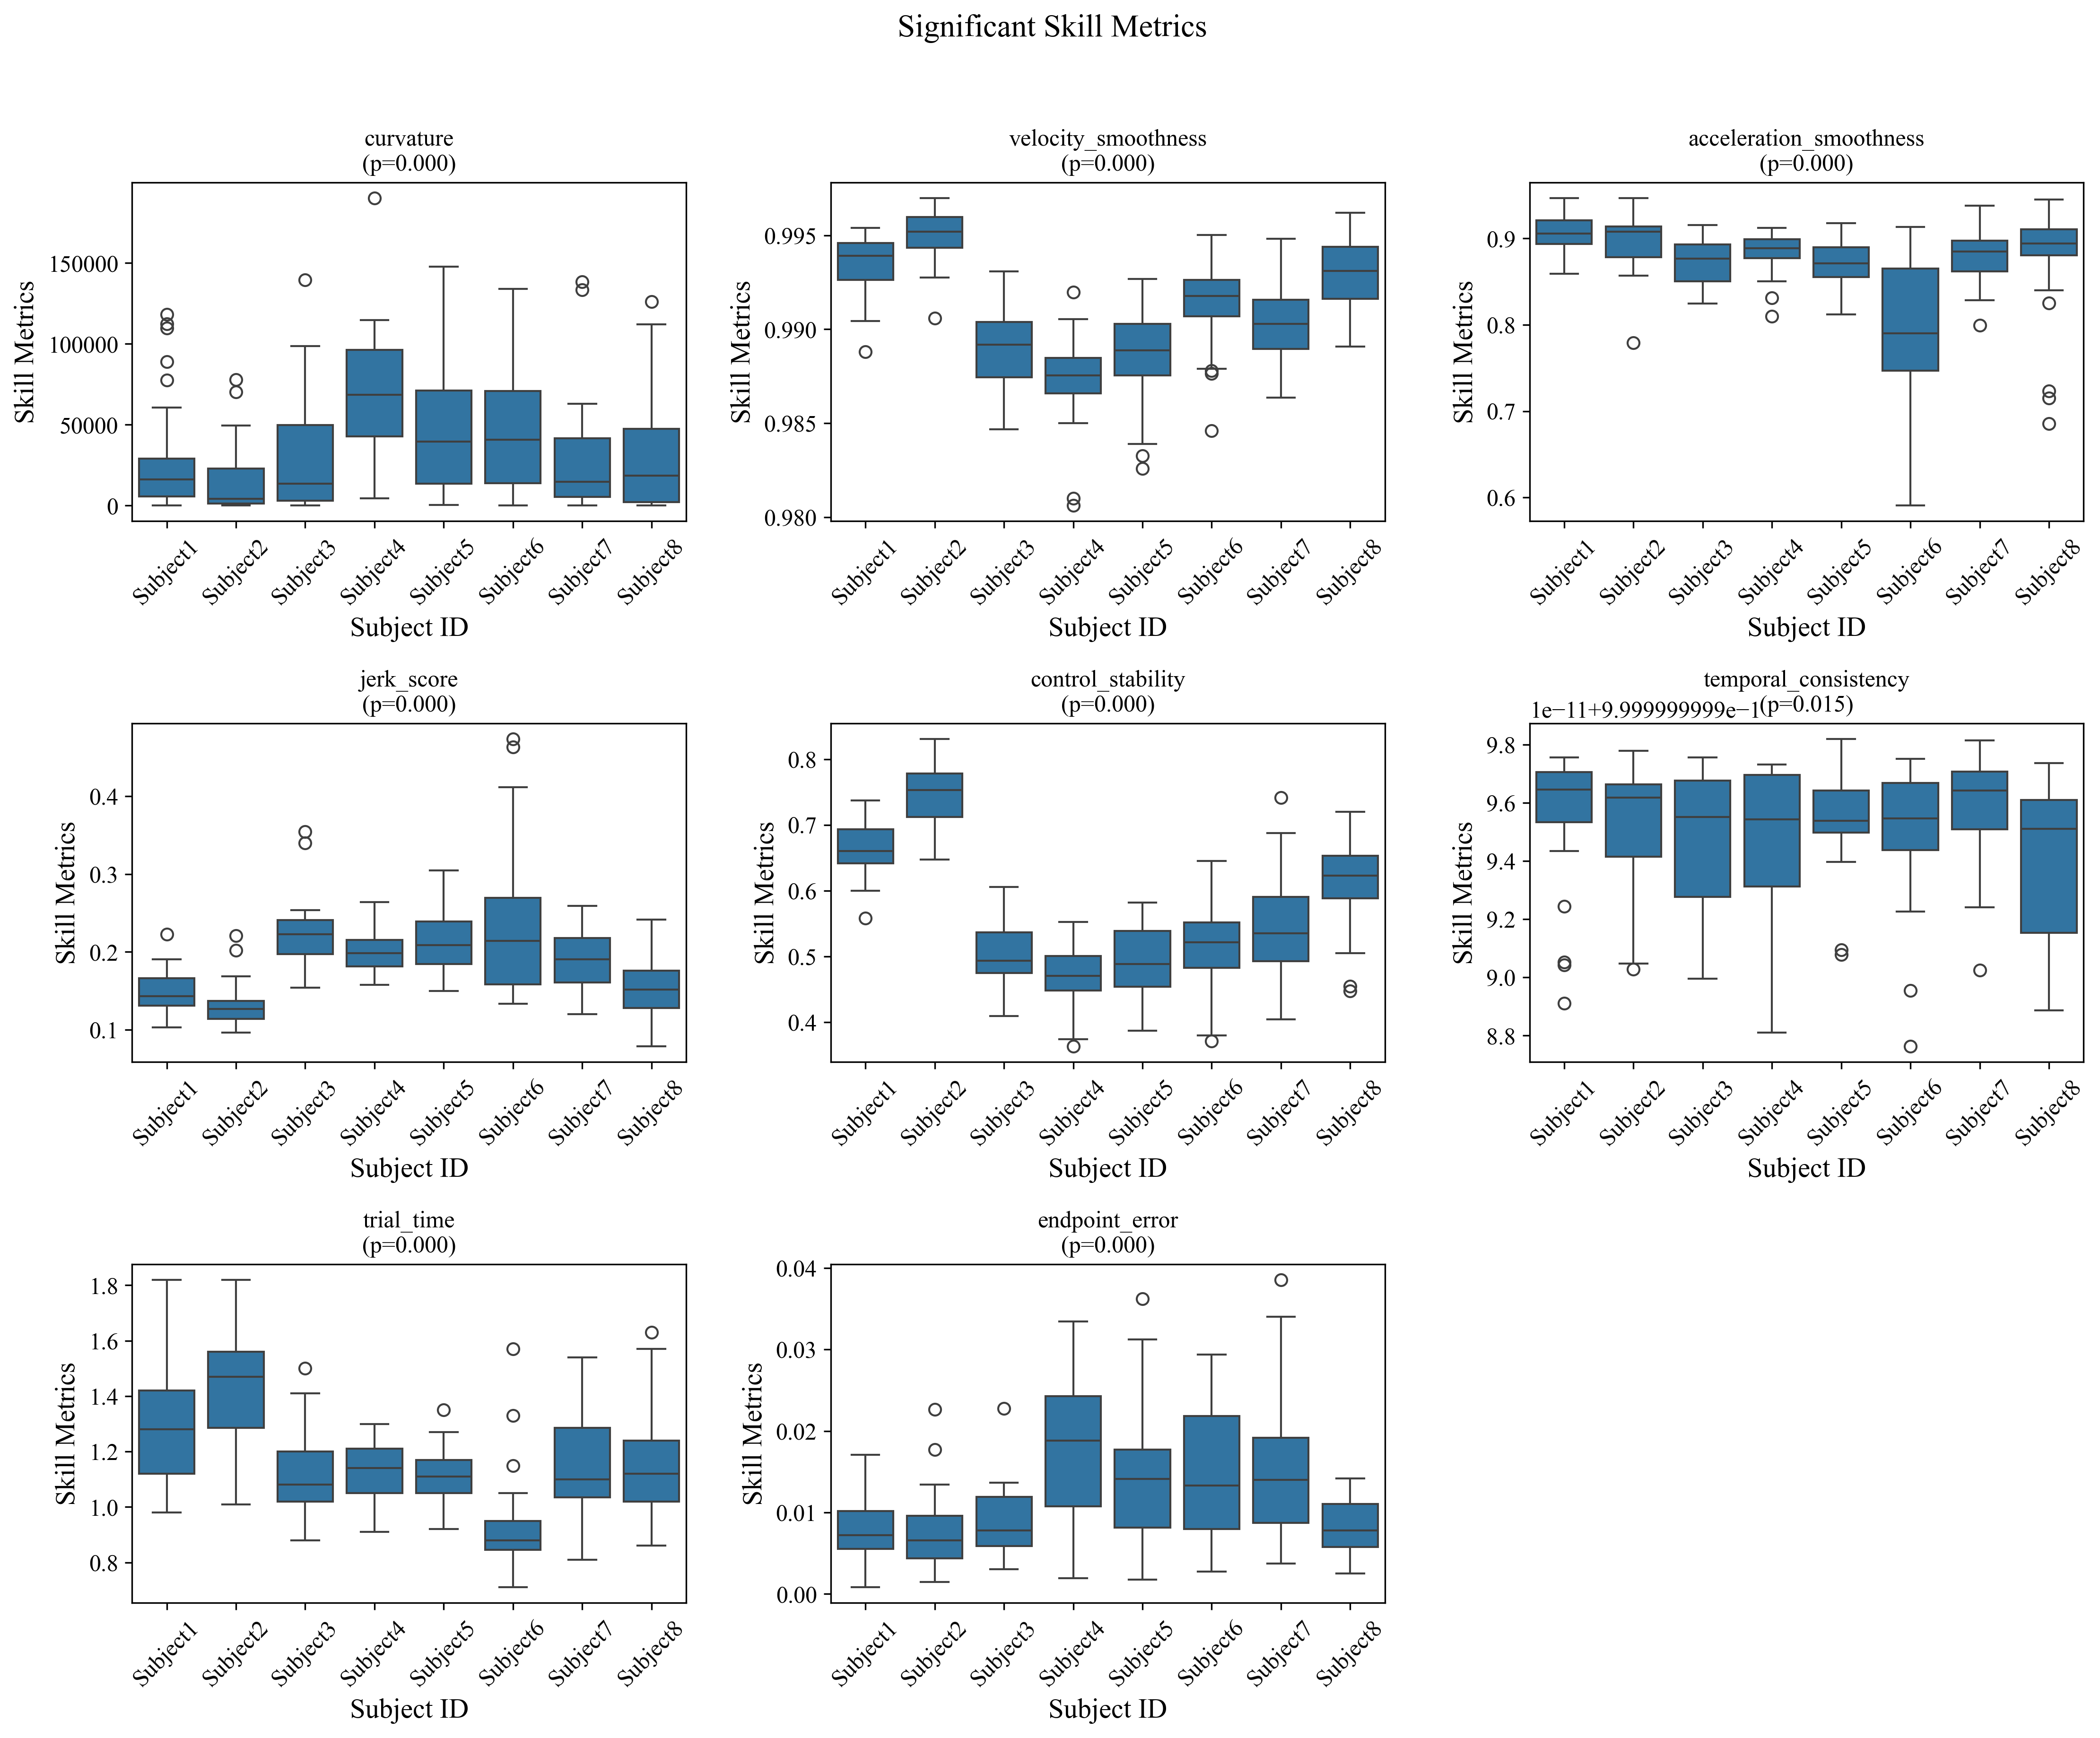 Significant Skill Metrics
curvature
(p=0.000)
Skill Metrics
150000
100000
50000
0
Subject1
Subject2
Subject3
Subject4
Subject5
Subject6
Subject7
Subject8
Subject ID
velocity_smoothness
(p=0.000)
Skill Metrics
0.995
0.990
0.985
0.980
Subject1
Subject2
Subject3
Subject4
Subject5
Subject6
Subject7
Subject8
Subject ID
acceleration_smoothness
(p=0.000)
Skill Metrics
0.9
0.8
0.7
0.6
Subject1
Subject2
Subject3
Subject4
Subject5
Subject6
Subject7
Subject8
Subject ID
jerk_score
(p=0.000)
Skill Metrics
0.4
0.3
0.2
0.1
Subject1
Subject2
Subject3
Subject4
Subject5
Subject6
Subject7
Subject8
Subject ID
control_stability
(p=0.000)
Skill Metrics
0.8
0.7
0.6
0.5
0.4
Subject1
Subject2
Subject3
Subject4
Subject5
Subject6
Subject7
Subject8
Subject ID
temporal_consistency
(p=0.015)
1e−11+9.999999999e−1
Skill Metrics
9.8
9.6
9.4
9.2
9.0
8.8
Subject1
Subject2
Subject3
Subject4
Subject5
Subject6
Subject7
Subject8
Subject ID
trial_time
(p=0.000)
Skill Metrics
1.8
1.6
1.4
1.2
1.0
0.8
Subject1
Subject2
Subject3
Subject4
Subject5
Subject6
Subject7
Subject8
Subject ID
endpoint_error
(p=0.000)
Skill Metrics
0.04
0.03
0.02
0.01
0.00
Subject1
Subject2
Subject3
Subject4
Subject5
Subject6
Subject7
Subject8
Subject ID